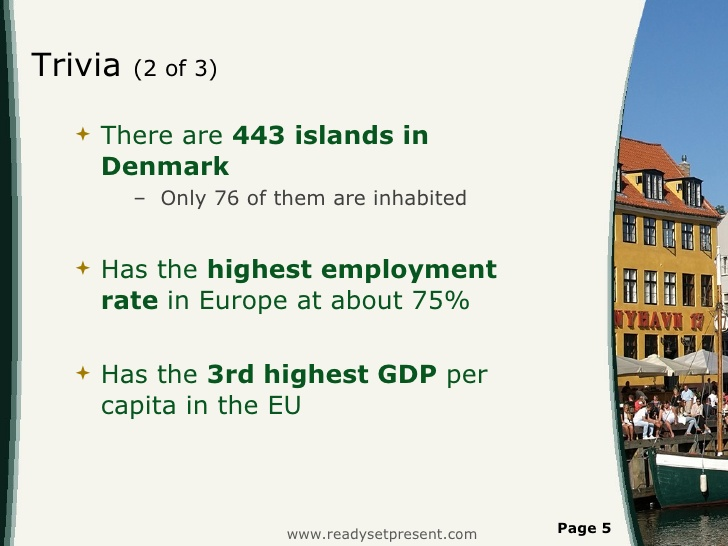 Trivia (2 of 3)
There are 443 islands in
Denmark
– Only 76 of them are inhabited
Has the highest employment
rate in Europe at about 75%
Has the 3rd highest GDP per
capita in the EU
NYHAVN 17
www.readysetpresent.com
Page 5